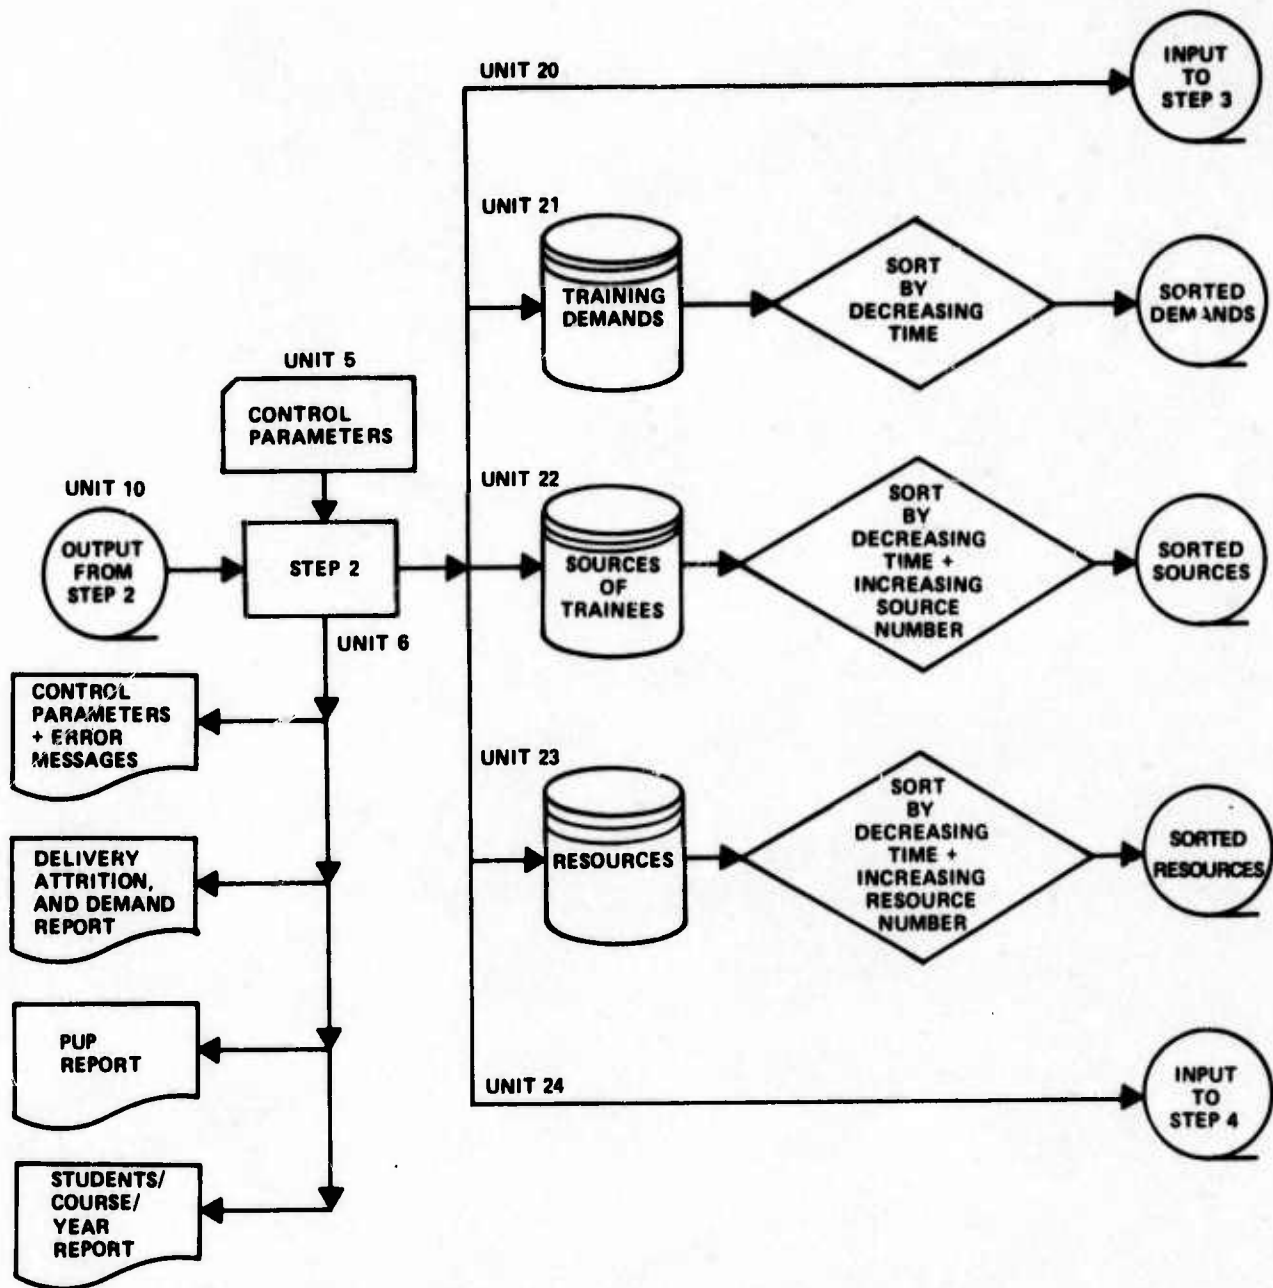 UNIT 20
INPUT
TO
STEP 3
UNIT 21
TRAINING
DEMANDS
SORT
BY
DECREASING
TIME
SORTED
DEMANDS
UNIT 5
CONTROL
PARAMETERS
UNIT 10
OUTPUT
FROM
STEP 2
STEP 2
UNIT 22
SOURCES
OF
TRAINEES
SORT
BY
DECREASING
TIME +
INCREASING
SOURCE
NUMBER
SORTED
SOURCES
UNIT 6
CONTROL
PARAMETERS
+ ERROR
MESSAGES
DELIVERY
ATTRITION,
AND DEMAND
REPORT
PUP
REPORT
STUDENTS/
COURSE/
YEAR
REPORT
UNIT 23
RESOURCES
SORT
BY
DECREASING
TIME +
INCREASING
RESOURCE
NUMBER
SORTED
RESOURCES
UNIT 24
INPUT
TO
STEP 4